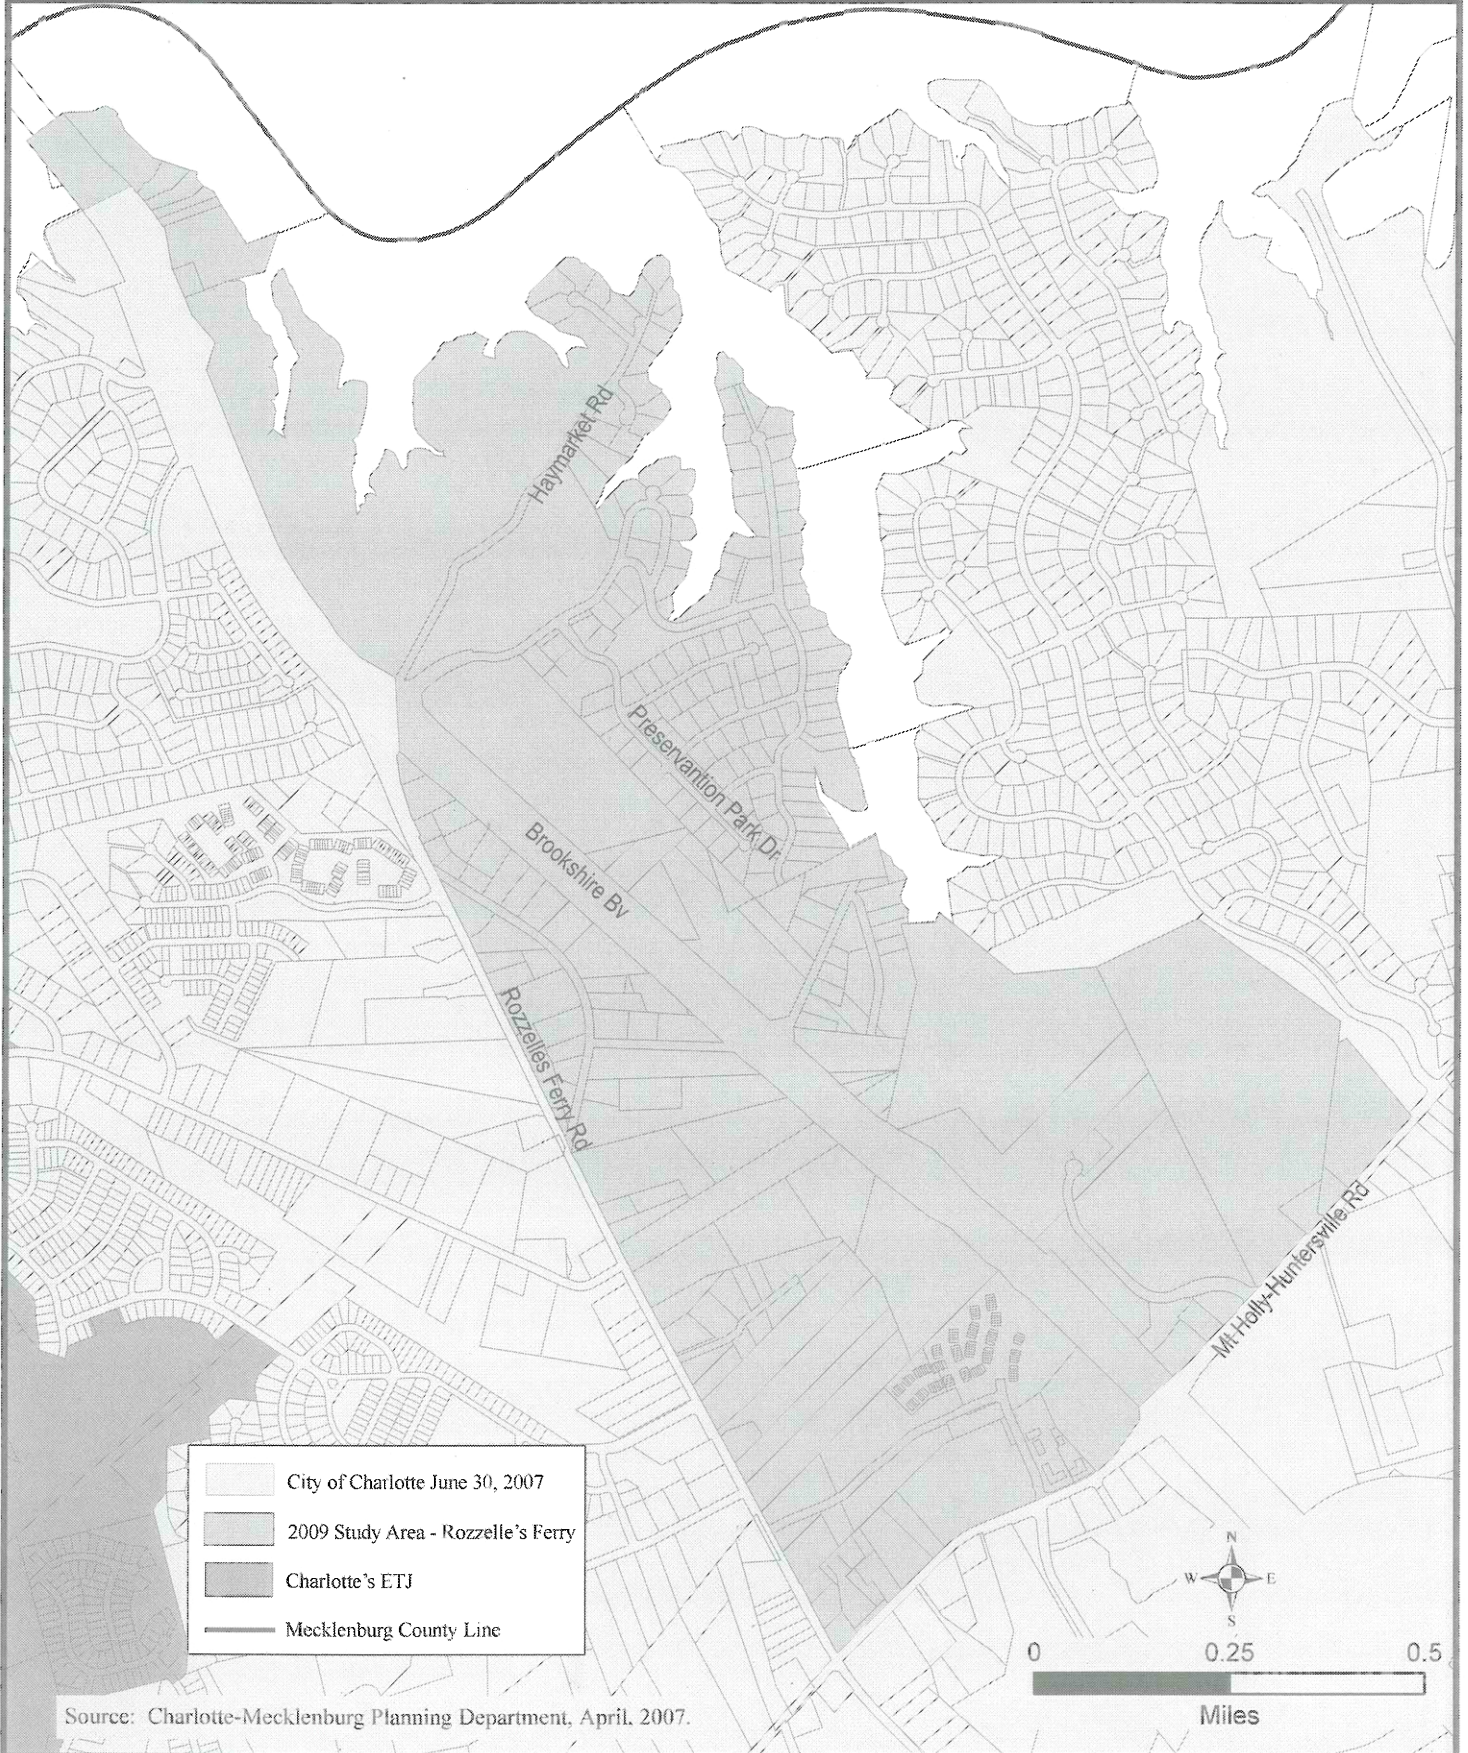 Haymarket Rd
Preservantion Park Dr
Brookshire Bv
Rozzelles Ferry Rd
Mt Holly-Huntersville Rd
City of Charlotte June 30, 2007
2009 Study Area - Rozzelle's Ferry
Charlotte's ETJ
Mecklenburg County Line
N
W E
S
0 0.25 0.5
Miles
Source: Charlotte-Mecklenburg Planning Department, April, 2007.